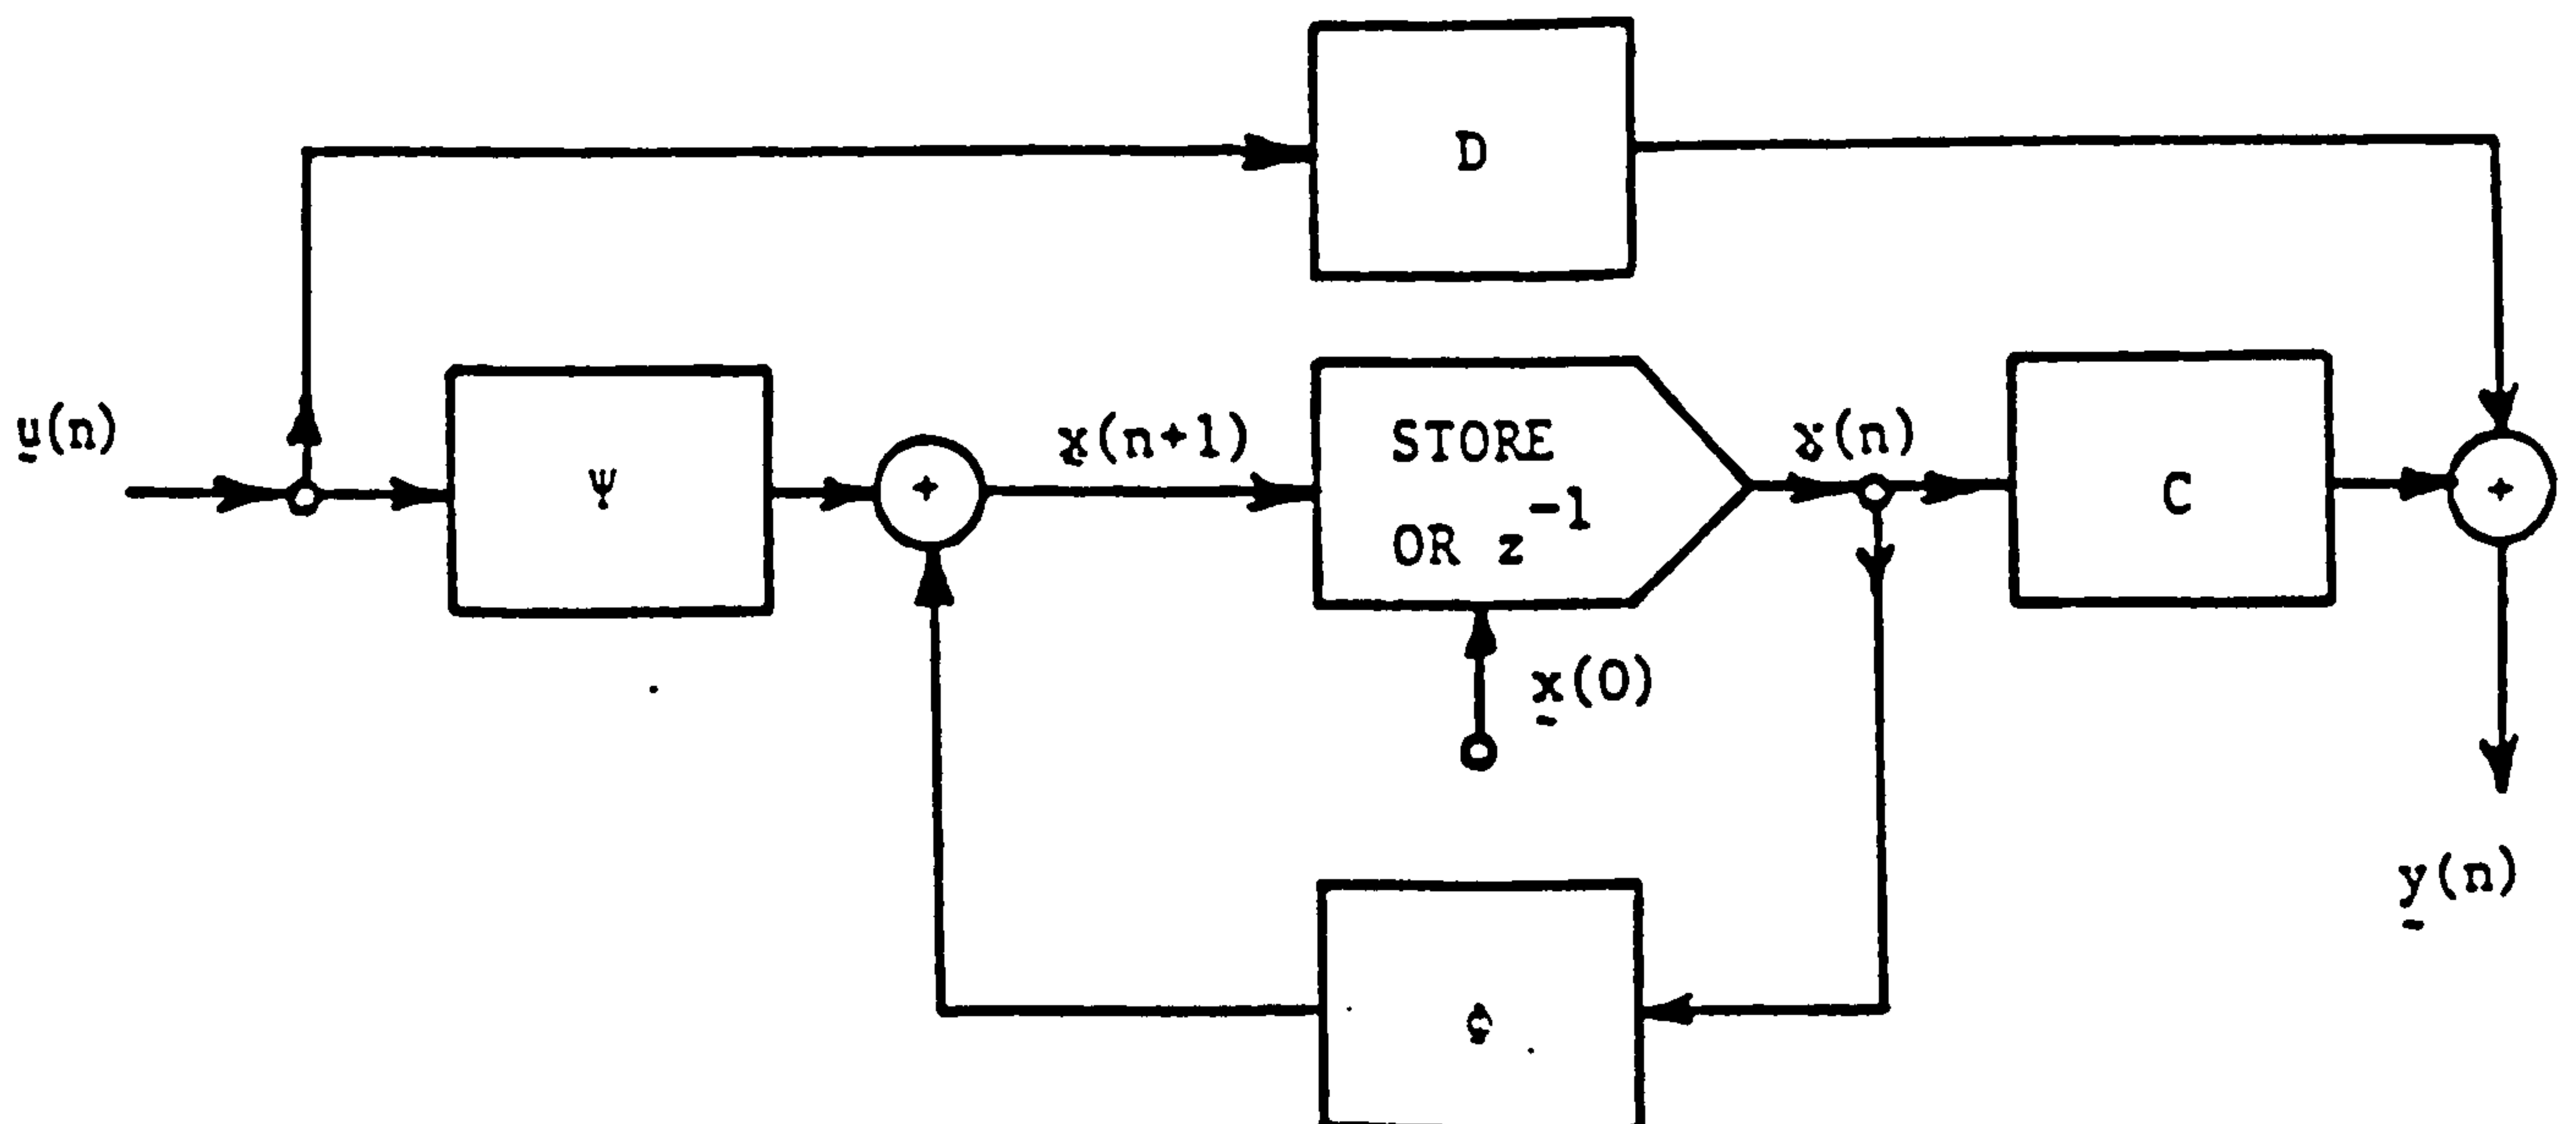 D
u(n)
Ψ
+
x(n+1)
STORE
OR z⁻¹
x(n)
C
+
x(0)
y(n)